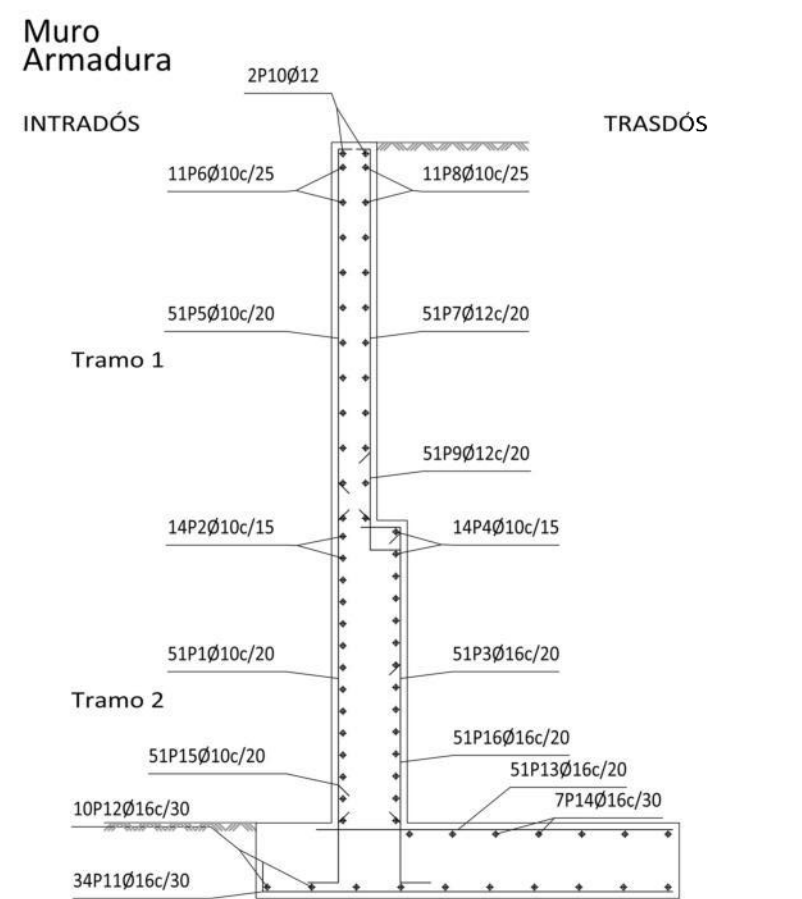 Muro
Armadura
2P10Ø12
INTRADÓS
TRASDÓS
11P6Ø10c/25
11P8Ø10c/25
51P5Ø10c/20
51P7Ø12c/20
Tramo 1
51P9Ø12c/20
14P2Ø10c/15
14P4Ø10c/15
51P1Ø10c/20
51P3Ø16c/20
Tramo 2
51P16Ø16c/20
51P15Ø10c/20
51P13Ø16c/20
7P14Ø16c/30
10P12Ø16c/30
34P11Ø16c/30